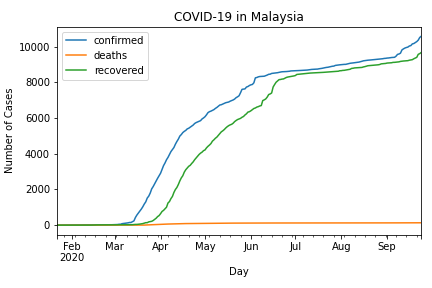 COVID-19 in Malaysia
confirmed
deaths
recovered
Number of Cases
10000
8000
6000
4000
2000
0
Feb Mar Apr May Jun Jul Aug Sep
2020
Day